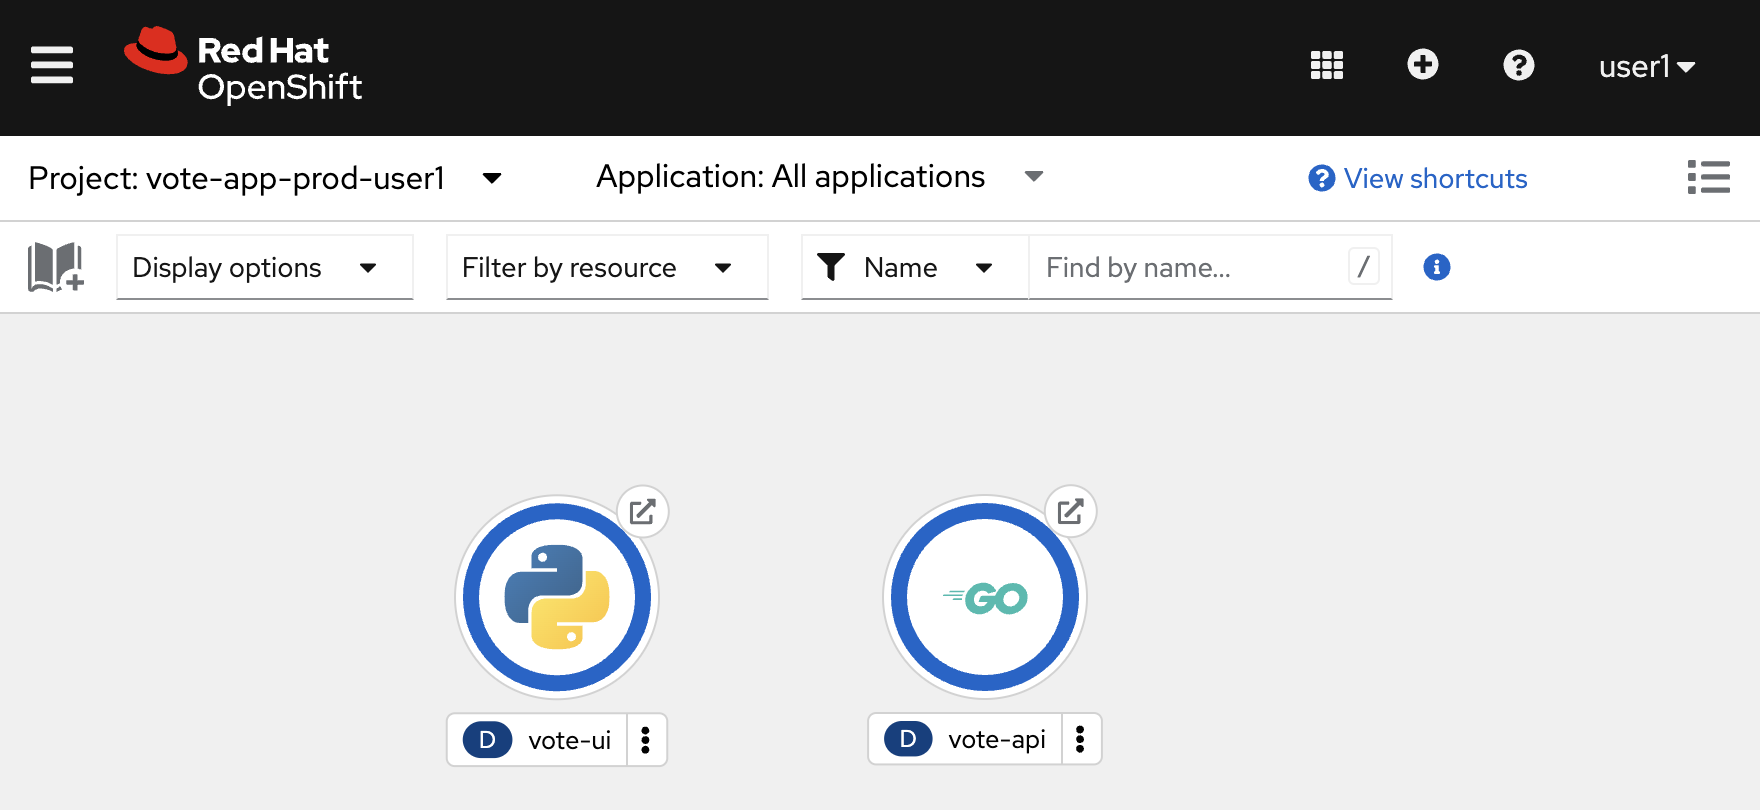 Red Hat
OpenShift
user1
Project: vote-app-prod-user1
Application: All applications
View shortcuts
Display options
Filter by resource
Name
Find by name...
/
GO
D vote-ui
D vote-api